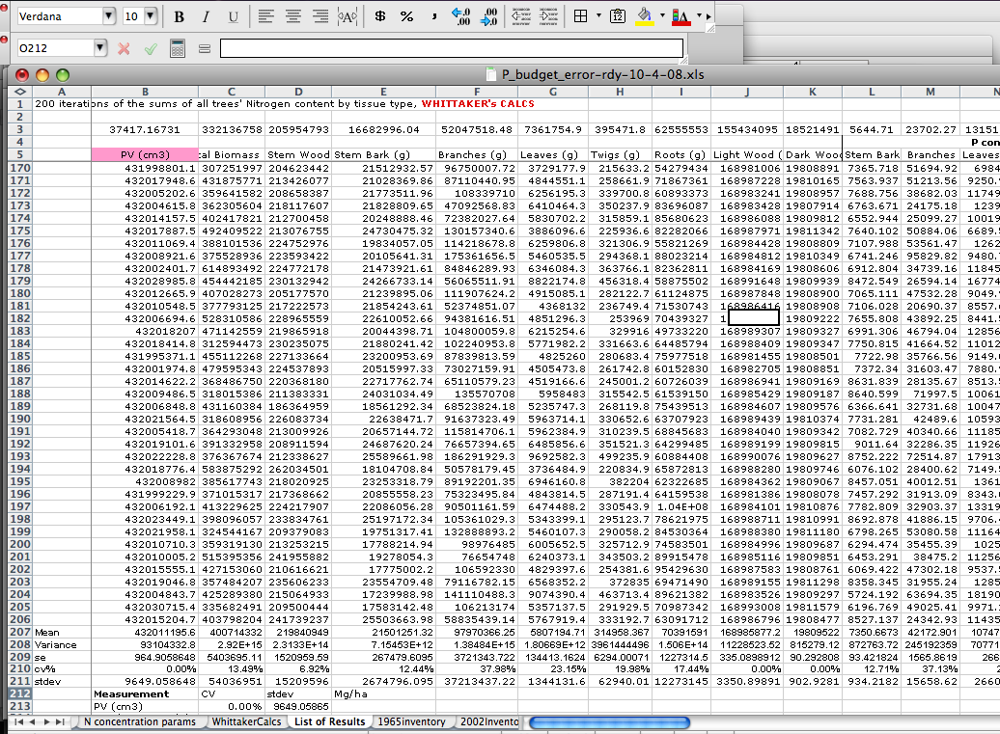 Verdana 10 B I U $ % , .0 .00
O212 =
P_budget_error-rdy-10-4-08.xls
A B C D E F G H I J K L M N
1 200 iterations of the sums of all trees' Nitrogen content by tissue type, WHITTAKER's CALCS
2
3 37417.16731 332136758 205954793 16682996.04 52047518.48 7361754.9 395471.8 62555553 155434095 18521491 5644.71 23702.27 13151
4 P con
5 PV (cm3) al Biomass Stem Wood Stem Bark (g) Branches (g) Leaves (g) Twigs (g) Roots (g) Light Wood ( Dark Wood Stem Bark Branches Leaves
170 431998801.1 307251997 204623442 21512932.57 96750007.72 3729177.9 215633.2 54279434 168981006 19808891 7365.718 51694.92 6984
171 432017948.6 431875771 213426077 21028369.86 87110440.95 4844551.1 258661.9 71867361 168987228 19810165 7563.937 51213.56 9250.
172 432005202.6 359641582 208658387 21773511.96 108339710 6256195.3 339700.8 60893373 168983241 19808957 7688.756 38682.03 11749
173 432004615.8 362305604 218117607 21828809.65 47092568.83 6410464.3 350237.9 83696087 168983428 19807914 6763.671 24175.18 1239
174 432014157.5 402417821 212700458 20248888.46 72382027.64 5830702.2 315859.1 85680623 168986088 19809812 6552.944 25099.27 10019
175 432017887.5 492409522 213076755 24730475.32 130157340.6 3886096.6 225936.6 82282066 168987971 19811342 7640.102 50884.06 6689.
176 432011069.4 388101536 224752976 19834057.05 114218678.8 6259806.8 321306.9 55821269 168984428 19808809 7107.988 53561.47 1262
177 432008921.6 375528936 223593422 20105641.31 175361656.5 5460535.5 294368.1 88023214 168984812 19810349 6741.246 95829.82 9480.
178 432002401.7 614893492 224772178 21473921.61 84846289.93 6346084.3 363766.1 82362811 168984169 19808606 6912.804 34739.16 11845
179 432028985.8 454442185 230132942 24266733.14 56065511.91 8822174.8 456318.4 58875502 168991648 19809939 8472.549 26594.14 16774
180 432012665.9 407028273 205177570 21239895.06 111907624.2 4915085.1 282122.7 61124875 168987848 19808900 7065.111 47532.28 9049.
181 432010548.5 377793125 217222573 21854243.61 52374851.07 4368132 236749.4 71530743 168986416 19808908 7106.028 20690.37 8557.
182 432006694.6 528310586 228965559 22610052.66 94381616.51 4851296.3 253969 70439327 1 19809222 7655.808 43892.25 8441.
183 432018207 471142559 219865918 20044398.71 104800059.8 6215254.6 329916 49733220 168989307 19809327 6991.306 46794.04 12856
184 432018414.8 312594473 230235075 21880241.42 102240953.8 5771982.2 331663.6 64485794 168988409 19809347 7750.815 41664.52 11012
185 431995371.1 455112268 227133664 23200953.69 87839813.59 4825260 280683.4 75977518 168981455 19808501 7722.98 35766.56 9149.
186 432001974.8 479595343 224537893 20515997.33 73027159.91 4505473.8 261742.8 60152830 168982705 19808851 7372.34 31603.47 7880.
187 432014622.2 368486750 220368180 22717762.74 65110579.23 4519166.6 245001.2 60726039 168986941 19809169 8631.839 28135.67 8513.
188 432009486.5 318015386 211383331 24031034.49 135570708 5958483 315542.5 61539150 168985429 19809187 8640.599 71997.5 10061
189 432006848.8 431160384 186364959 18561292.34 68523824.18 5235747.3 268119.8 75439513 168984607 19809576 6366.641 32731.68 10047
190 432021564.5 318608956 226083734 22638471.7 91637323.49 5963714.1 330652.6 63707923 168989439 19810374 7731.281 42489.6 10593
191 432005418.7 364293048 213009926 20657144.72 115814706.1 5962384.9 310239.5 68845683 168984040 19809342 7082.729 40340.66 11185
192 432019101.6 391332958 208911594 24687620.24 76657394.65 6485856.6 351521.3 64299485 168989199 19809815 9011.64 32286.35 11926
193 432022228.8 376367674 212338627 26589661.98 186291929.3 9692582.3 499235.9 60884408 168990076 19809627 8752.222 72514.87 17913
194 432018776.4 583875292 262034501 18104708.84 50578179.45 3736484.9 220834.9 65872813 168988280 19809746 6076.102 28400.62 7149.
195 432008982 385617743 218020925 23253318.79 89192201.35 6946160.8 382204 62322685 168984362 19809067 8457.051 40012.51 1361
196 431999229.9 371015317 217368662 20855558.23 75323495.84 4843814.5 287191.4 64159538 168981386 19808078 7457.292 31913.09 8343.
197 432006192.1 413229625 224217907 22086056.28 90501161.59 6474488.2 330543.9 1.04E+08 168984101 19810876 7782.809 32903.37 13319
198 432023449.1 398096057 233834761 25197172.34 105361029.3 5343399.1 295123.7 78621975 168988711 19810991 8692.878 41886.15 9706.
199 432021958.1 324544167 209379083 19751317.41 132888893.2 5460107.3 290058.2 84530364 168988380 19811180 6798.265 53080.58 11164
200 432010710.3 359319130 213253215 17788214.94 98976485 6005652.5 325712.9 74583501 168984996 19809687 6294.474 35455.39 1025
201 432010005.2 515395356 241955882 19278054.3 76654748 6240373.1 343503.2 89915478 168985116 19809851 6453.291 38475.2 11256
202 432015555.1 427153060 210616621 17775002.2 106592330 4829397.6 254381.6 95429630 168987583 19808761 6069.422 47302.18 9537.
203 432019046.8 357484207 235606233 23554709.48 79116782.15 6568352.2 372835 69471490 168989155 19811298 8358.345 31955.24 1285
204 432004843.7 425289380 215064933 17239988.98 141110488.3 9074390.4 463713.4 89621382 168983526 19809297 5724.192 63694.35 18190
205 432030715.4 335682491 209500444 17583142.48 106213174 5357137.5 291929.5 70987342 168993008 19811579 6196.769 49025.41 9971.
206 432015204.7 403798204 241739237 25503663.98 58835439.14 5767919.4 333192.7 63091712 168986796 19808477 8527.137 24342.93 11435
207 Mean 432011195.6 400714332 219840949 21501251.32 97970366.25 5807194.71 314958.367 70391591 168985877.2 19809522 7350.6673 42172.901 10747
208 Variance 93104332.8 2.92E+15 2.3133E+14 7.15453E+12 1.38484E+15 1.80669E+12 3961444496 1.506E+14 11228523.52 815279.12 872763.72 245192359 70771
209 se 964.9058648 5403695.11 1520959.59 267479.6095 3721343.722 134413.1624 6294.00071 1227314.5 335.0898912 90.292808 93.421824 1565.8619 266
210 cv% 0.00% 13.49% 6.92% 12.44% 37.98% 23.15% 19.98% 17.44% 0.00% 0.00% 12.71% 37.13%
211 stdev 9649.058648 54036951 15209596 2674796.095 37213437.22 1344131.6 62940.01 12273145 3350.89891 902.9281 934.2182 15658.62 2660
212 Measurement CV stdev Mg/ha
213 PV (cm3) 0.00% 9649.05865
N concentration params WhittakerCalcs List of Results 1965inventory 2002Invento